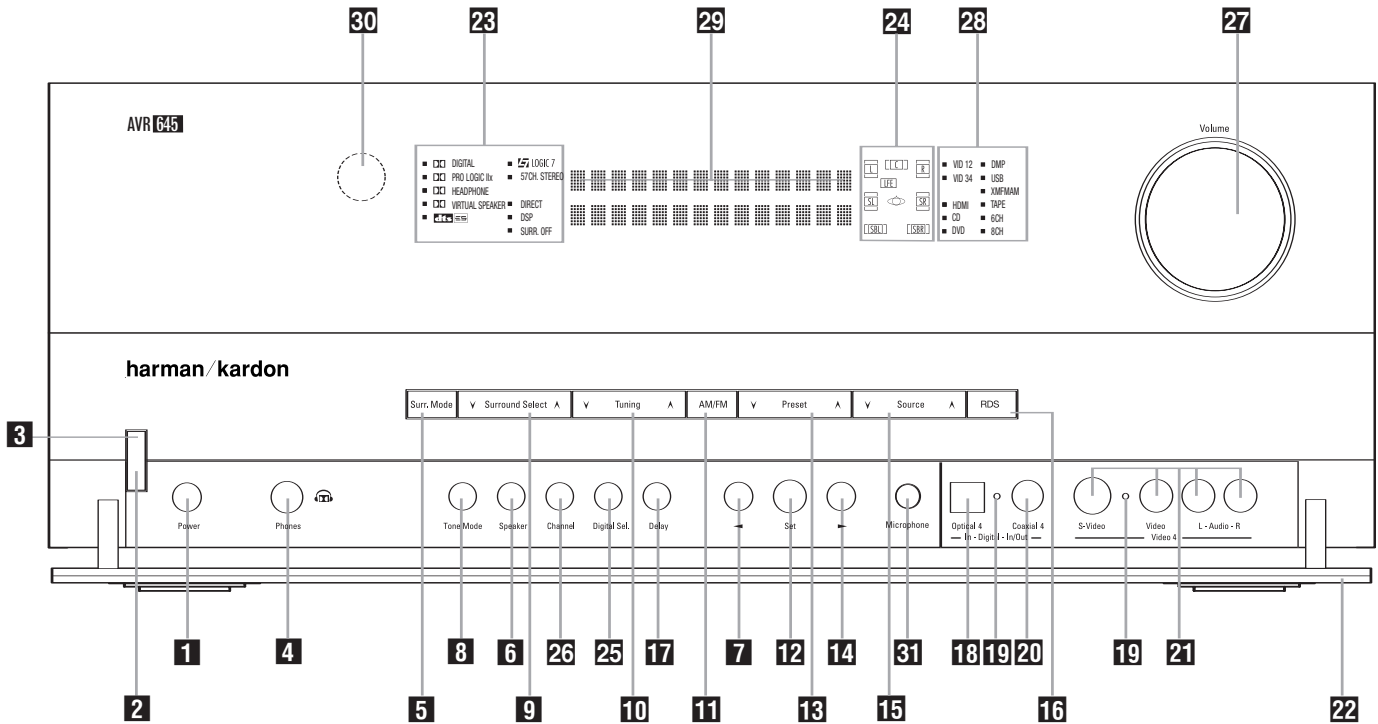 30 23 29 24 28 27
AVR 645
Volume
DIGITAL
PRO LOGIC IIx
HEADPHONE
VIRTUAL SPEAKER
dts ES
LOGIC 7
57CH. STEREO
DIRECT
DSP
SURR. OFF
L C R
LFE
SL SR
SBL SBR
VID 12
VID 34
HDMI
CD
DVD
DMP
USB
XMFMAM
TAPE
6CH
8CH
harman/kardon
Surr. Mode Surround Select Tuning AM/FM Preset Source RDS
3
Power Phones Tone Mode Speaker Channel Digital Sel. Delay Set Microphone Optical 4 Coaxial 4 S-Video Video L - Audio - R
In - Digital - In/Out Video 4
1 4 8 6 26 25 17 7 12 14 31 18 19 20 19 21
2 5 9 10 11 13 15 16 22